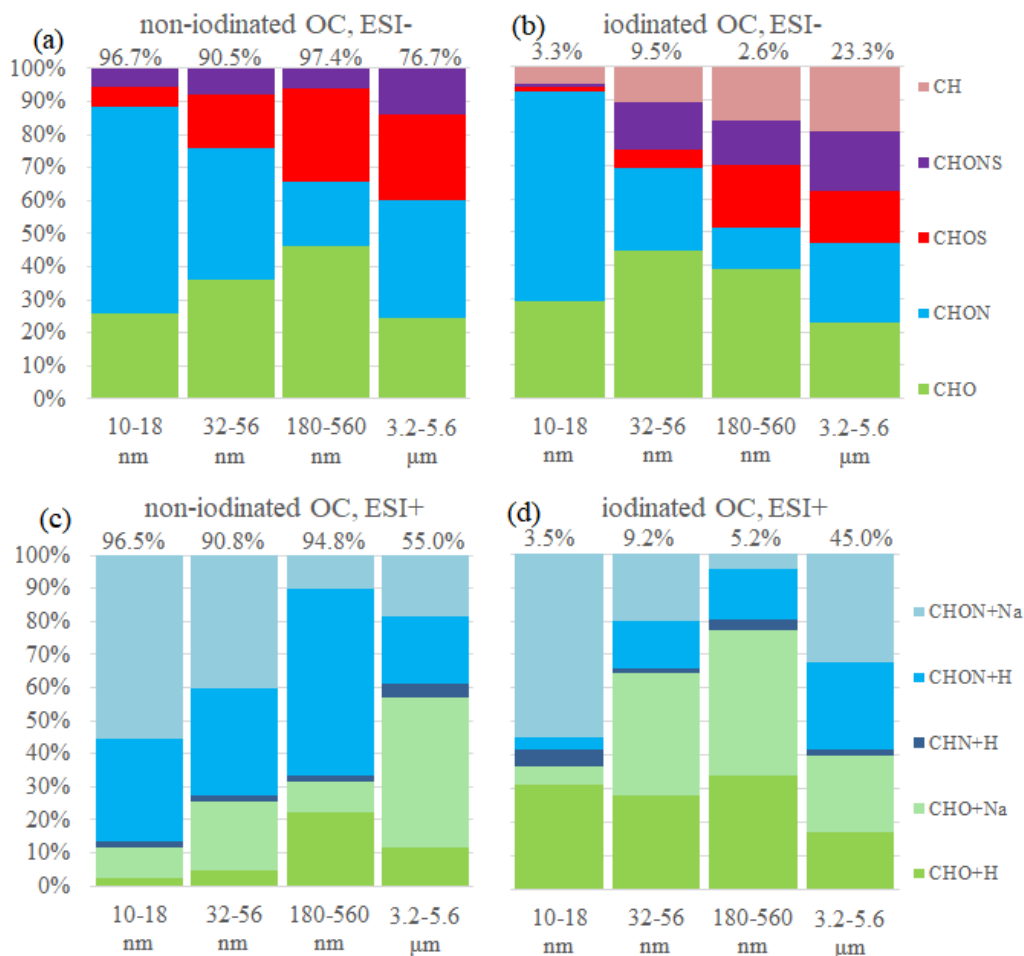 (a)
non-iodinated OC, ESI-
96.7% 90.5% 97.4% 76.7%
100%
90%
80%
70%
60%
50%
40%
30%
20%
10%
0%
10-18 32-56 180-560 3.2-5.6
nm nm nm μm
(b)
iodinated OC, ESI-
3.3% 9.5% 2.6% 23.3%
CH
CHONS
CHOS
CHON
CHO
10-18 32-56 180-560 3.2-5.6
nm nm nm μm
(c)
non-iodinated OC, ESI+
96.5% 90.8% 94.8% 55.0%
100%
90%
80%
70%
60%
50%
40%
30%
20%
10%
0%
10-18 32-56 180-560 3.2-5.6
nm nm nm μm
(d)
iodinated OC, ESI+
3.5% 9.2% 5.2% 45.0%
CHON+Na
CHON+H
CHN+H
CHO+Na
CHO+H
10-18 32-56 180-560 3.2-5.6
nm nm nm μm